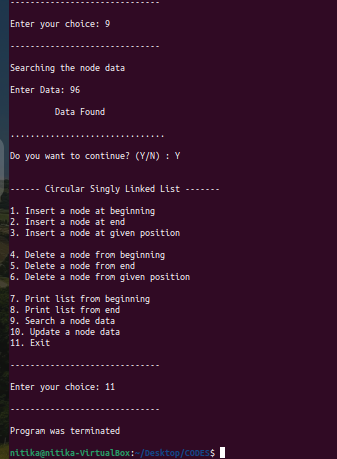 ------------------------------
Enter your choice: 9
------------------------------
Searching the node data
Enter Data: 96
Data Found
...............................
Do you want to continue? (Y/N) : Y
------ Circular Singly Linked List -------
1. Insert a node at beginning
2. Insert a node at end
3. Insert a node at given position
4. Delete a node from beginning
5. Delete a node from end
6. Delete a node from given position
7. Print list from beginning
8. Print list from end
9. Search a node data
10. Update a node data
11. Exit
------------------------------
Enter your choice: 11
------------------------------
Program was terminated
nitika@nitika-VirtualBox:~/Desktop/CODES$